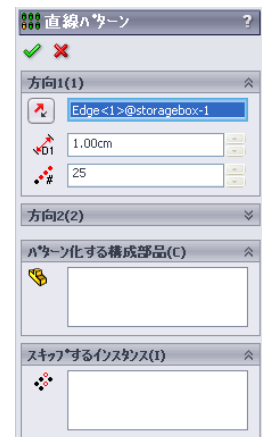 直線パターン ?
方向1(1)
Edge<1>@storagebox-1
D1 1.00cm
# 25
方向2(2)
パターン化する構成部品(C)
スキップするインスタンス(I)